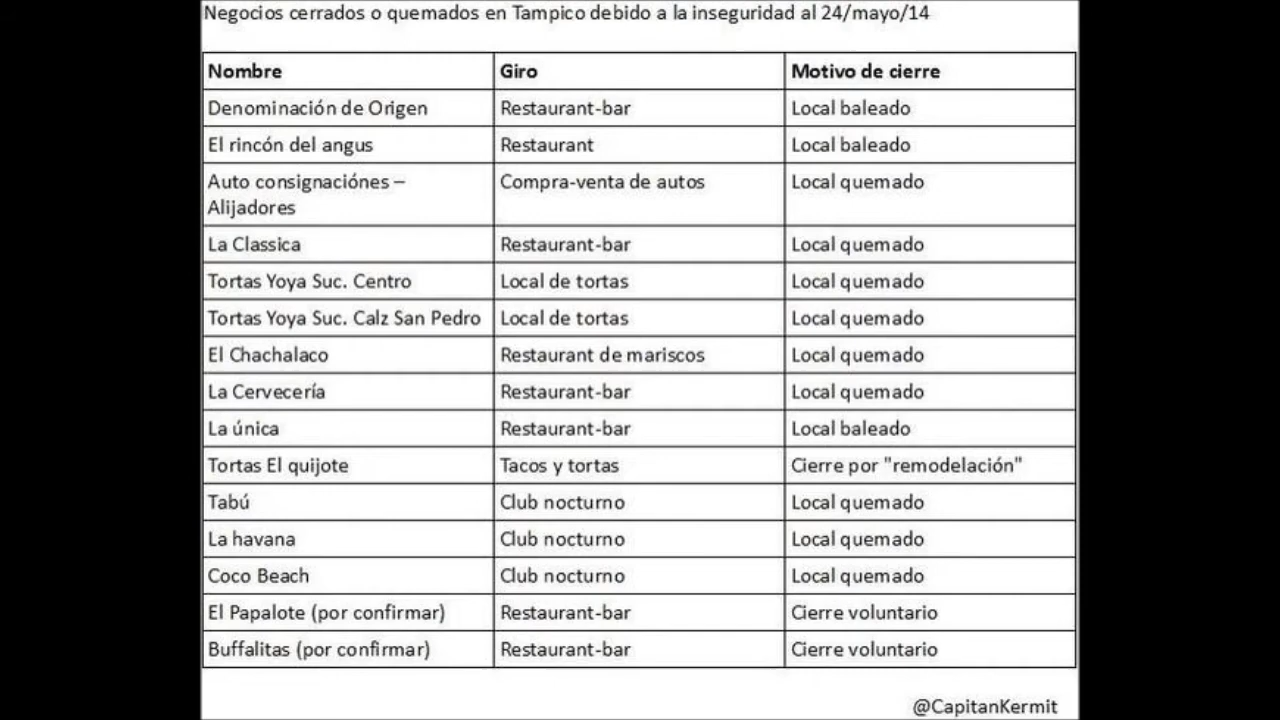 Negocios cerrados o quemados en Tampico debido a la inseguridad al 24/mayo/14
Nombre Giro Motivo de cierre
Denominación de Origen Restaurant-bar Local baleado
El rincón del angus Restaurant Local baleado
Auto consignaciónes – Compra-venta de autos Local quemado
Alijadores
La Classica Restaurant-bar Local quemado
Tortas Yoya Suc. Centro Local de tortas Local quemado
Tortas Yoya Suc. Calz San Pedro Local de tortas Local quemado
El Chachalaco Restaurant de mariscos Local quemado
La Cervecería Restaurant-bar Local quemado
La única Restaurant-bar Local baleado
Tortas El quijote Tacos y tortas Cierre por "remodelación"
Tabú Club nocturno Local quemado
La havana Club nocturno Local quemado
Coco Beach Club nocturno Local quemado
El Papalote (por confirmar) Restaurant-bar Cierre voluntario
Buffalitas (por confirmar) Restaurant-bar Cierre voluntario
@CapitanKermit